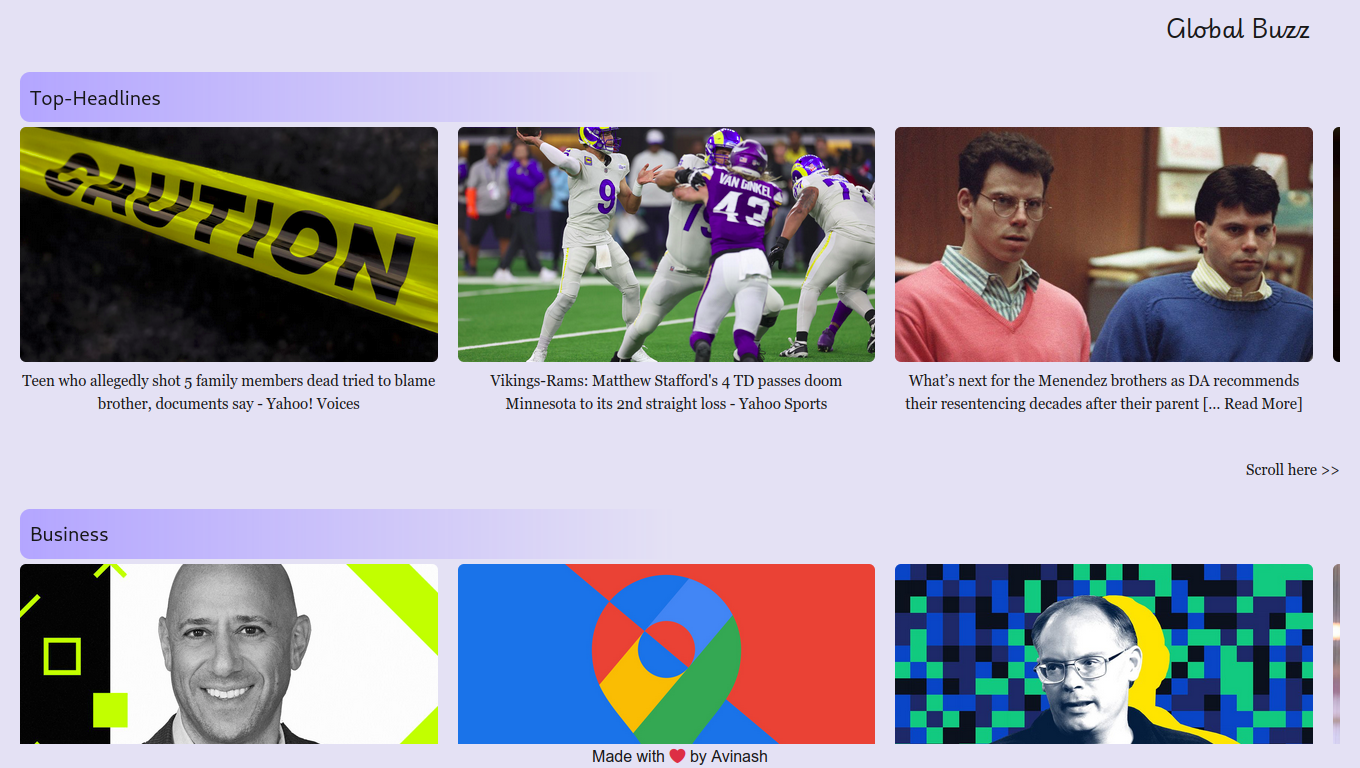 Global Buzz
Top-Headlines
CAUTION
9
VAN GINKEL
43
Teen who allegedly shot 5 family members dead tried to blame
brother, documents say - Yahoo! Voices
Vikings-Rams: Matthew Stafford's 4 TD passes doom
Minnesota to its 2nd straight loss - Yahoo Sports
What’s next for the Menendez brothers as DA recommends
their resentencing decades after their parent [... Read More]
Scroll here >>
Business
Made with ❤️ by Avinash